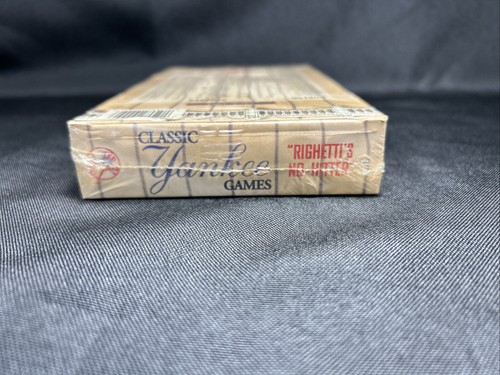 CLASSIC
Yankee
GAMES
"RIGHETTI'S
NO-HITTER"